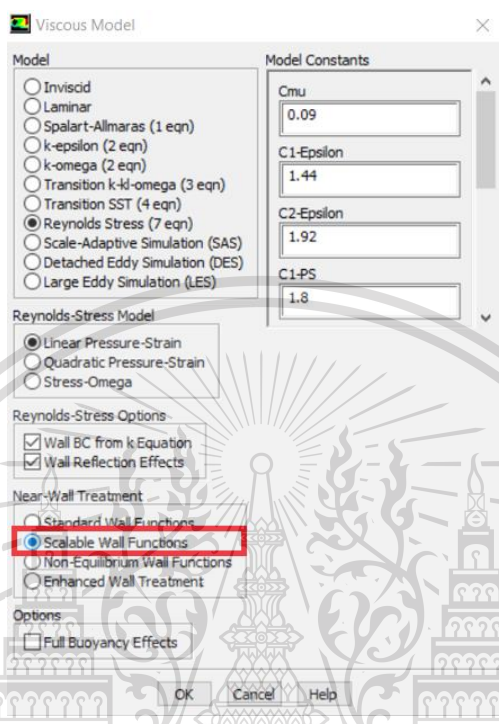 Viscous Model
Model
Inviscid
Laminar
Spalart-Allmaras (1 eqn)
k-epsilon (2 eqn)
k-omega (2 eqn)
Transition k-kl-omega (3 eqn)
Transition SST (4 eqn)
Reynolds Stress (7 eqn)
Scale-Adaptive Simulation (SAS)
Detached Eddy Simulation (DES)
Large Eddy Simulation (LES)
Reynolds-Stress Model
Linear Pressure-Strain
Quadratic Pressure-Strain
Stress-Omega
Reynolds-Stress Options
Wall BC from k Equation
Wall Reflection Effects
Near-Wall Treatment
Standard Wall Functions
Scalable Wall Functions
Non-Equilibrium Wall Functions
Enhanced Wall Treatment
Options
Full Buoyancy Effects
Model Constants
Cmu
0.09
C1-Epsilon
1.44
C2-Epsilon
1.92
C1-PS
1.8
OK Cancel Help